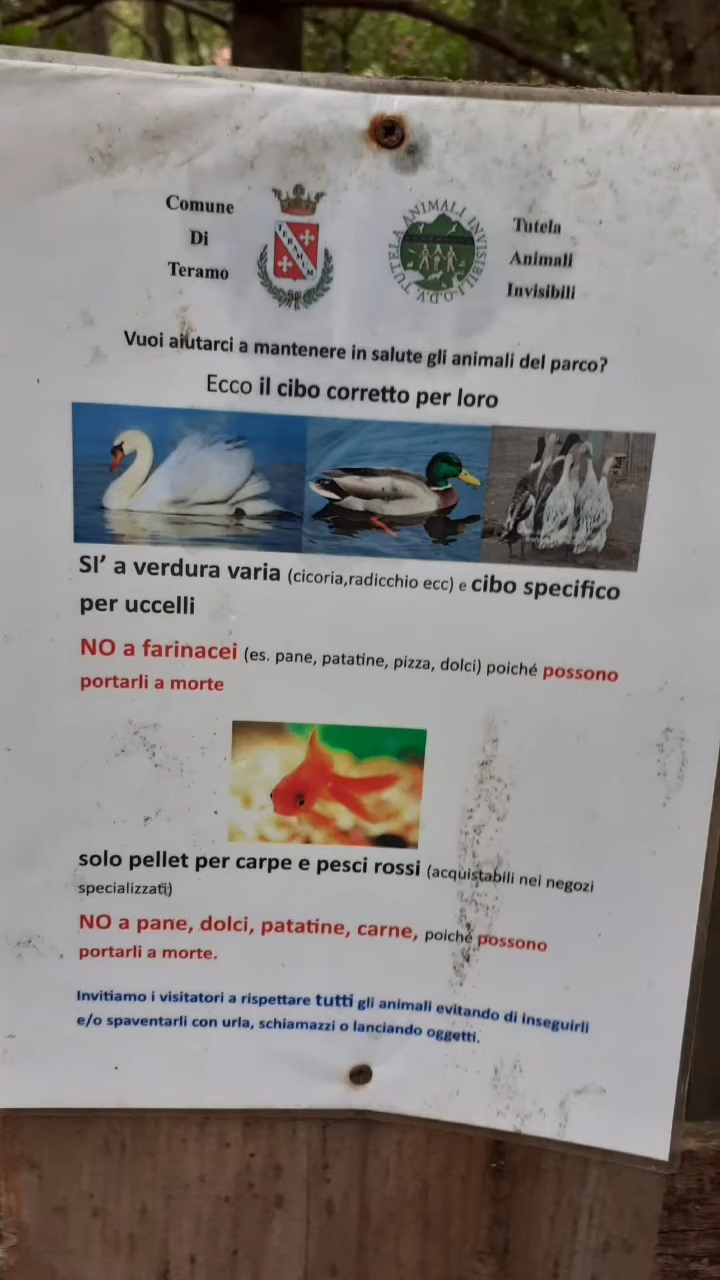 Comune
Di
Teramo
TERAMUM
TUTELA ANIMALI INVISIBILI O.D.V.
Tutela
Animali
Invisibili
Vuoi aiutarci a mantenere in salute gli animali del parco?
Ecco il cibo corretto per loro
SI' a verdura varia (cicoria,radicchio ecc) e cibo specifico
per uccelli
NO a farinacei (es. pane, patatine, pizza, dolci) poiché possono
portarli a morte
solo pellet per carpe e pesci rossi (acquistabili nei negozi
specializzati)
NO a pane, dolci, patatine, carne, poiché possono
portarli a morte.
Invitiamo i visitatori a rispettare tutti gli animali evitando di inseguirli
e/o spaventarli con urla, schiamazzi o lanciando oggetti.